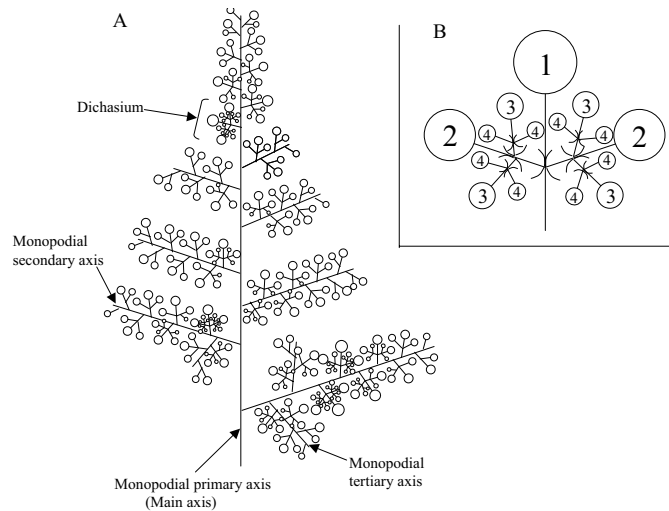 A
Dichasium
Monopodial
secondary axis
Monopodial primary axis
(Main axis)
Monopodial
tertiary axis
B
1
2
2
3
3
3
3
4
4
4
4
4
4
4
4